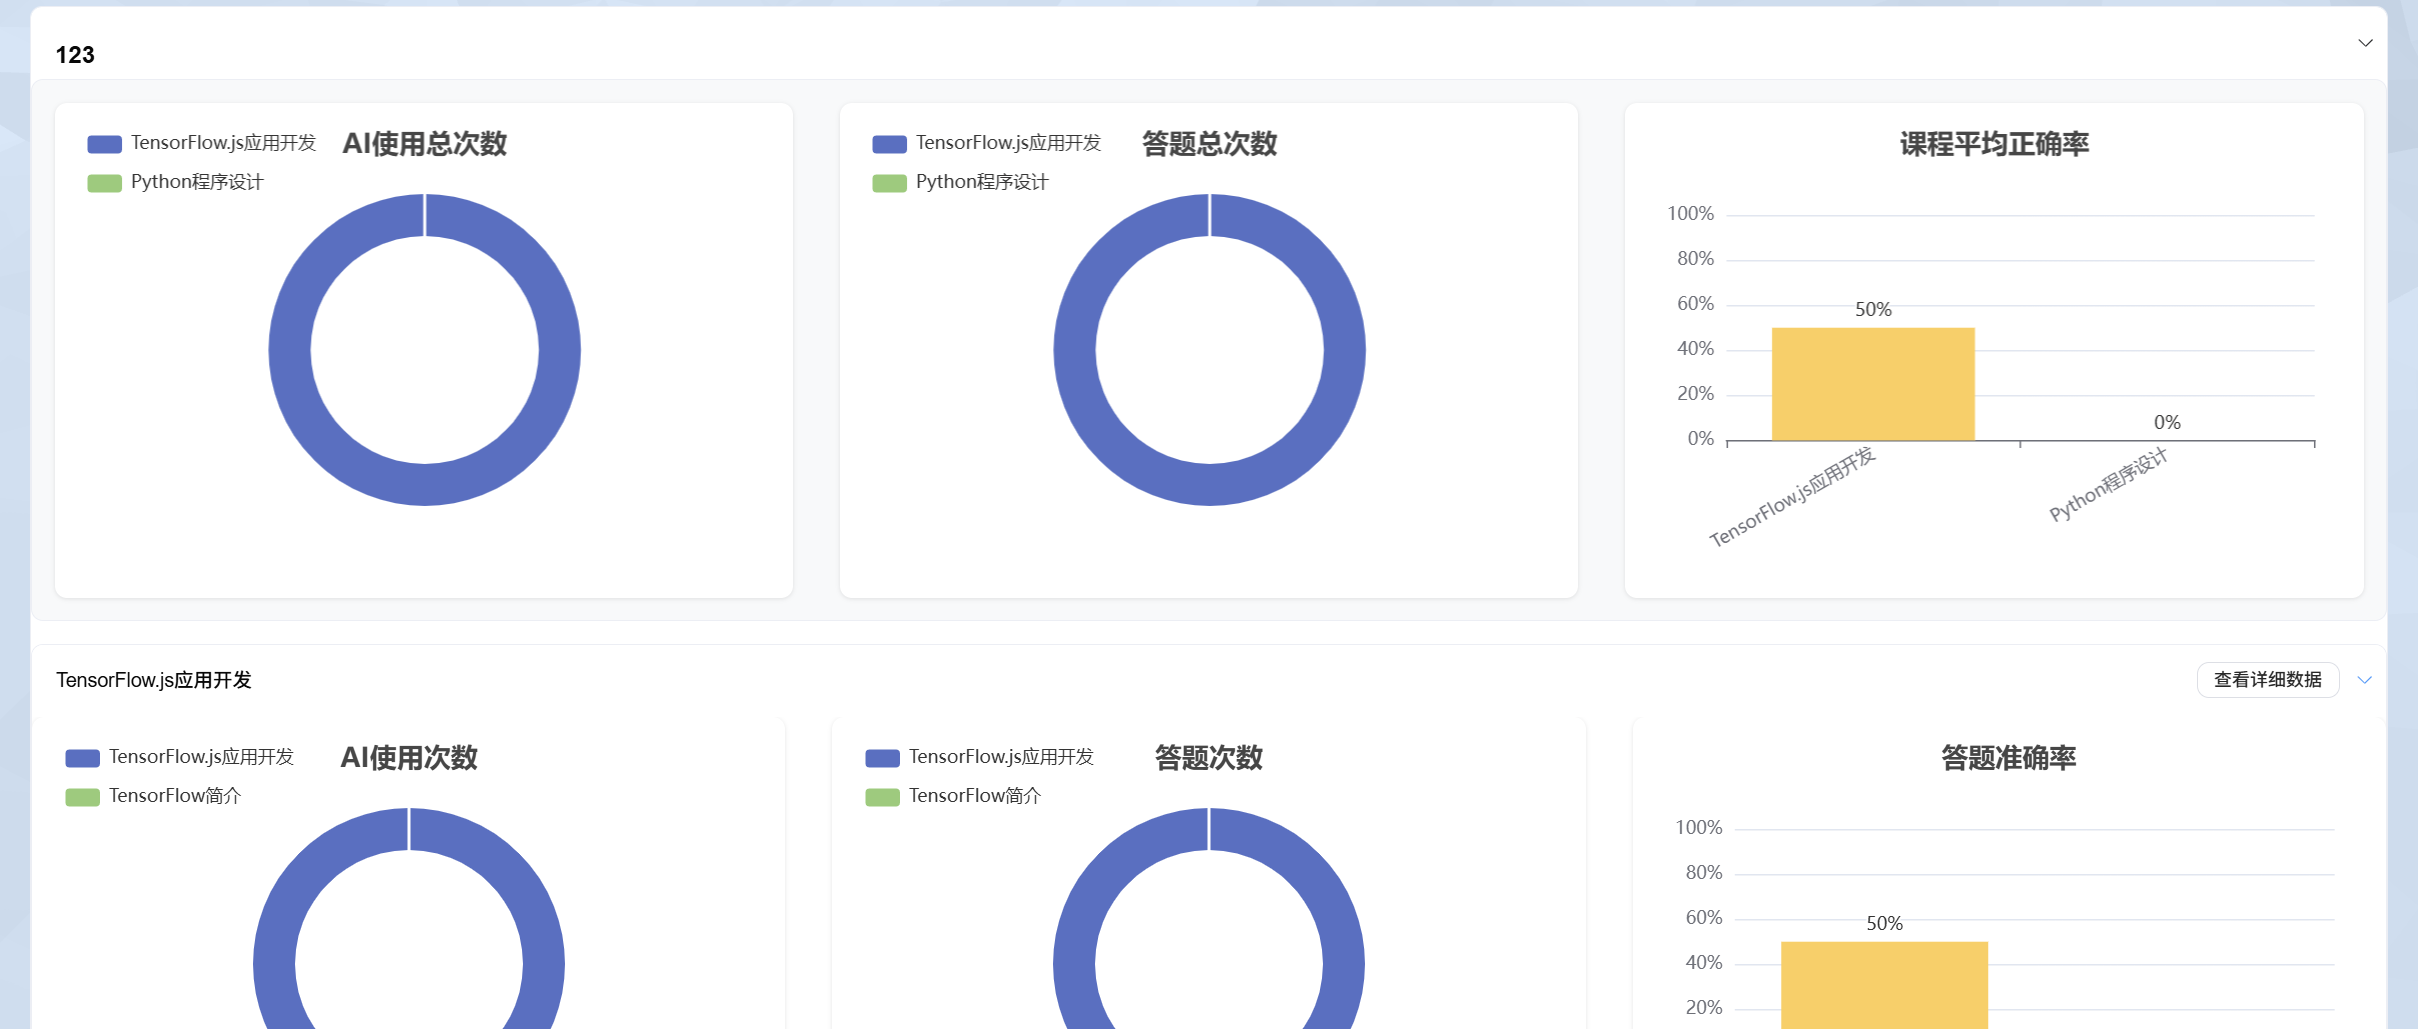 123
TensorFlow.js应用开发
AI使用总次数
Python程序设计
TensorFlow.js应用开发
答题总次数
Python程序设计
课程平均正确率
100%
80%
60%
50%
40%
20%
0%
0%
TensorFlow.js应用开发
Python程序设计
TensorFlow.js应用开发
查看详细数据
TensorFlow.js应用开发
AI使用次数
TensorFlow简介
TensorFlow.js应用开发
答题次数
TensorFlow简介
答题准确率
100%
80%
60%
50%
40%
20%